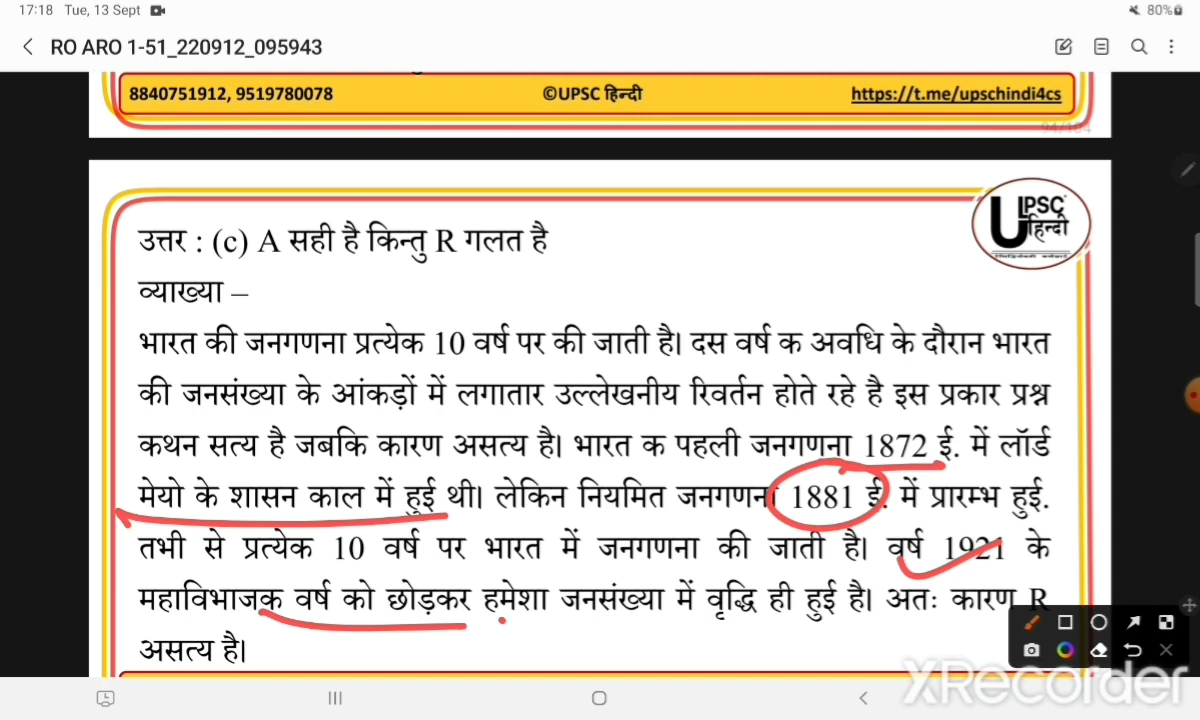 17:18 Tue, 13 Sept 80%
RO ARO 1-51_220912_095943
8840751912, 9519780078 ©UPSC हिन्दी https://t.me/upschindi4cs
94/104
UPSC
हिन्दी
उत्तर : (c) A सही है किन्तु R गलत है
व्याख्या –
भारत की जनगणना प्रत्येक 10 वर्ष पर की जाती है। दस वर्ष क अवधि के दौरान भारत
की जनसंख्या के आंकड़ों में लगातार उल्लेखनीय रिवर्तन होते रहे है इस प्रकार प्रश्न
कथन सत्य है जबकि कारण असत्य है। भारत क पहली जनगणना 1872 ई. में लॉर्ड
मेयो के शासन काल में हुई थी। लेकिन नियमित जनगणना 1881 ई. में प्रारम्भ हुई.
तभी से प्रत्येक 10 वर्ष पर भारत में जनगणना की जाती है। वर्ष 1921 के
महाविभाजक वर्ष को छोड़कर हमेशा जनसंख्या में वृद्धि ही हुई है। अतः कारण R
असत्य है।
XRecorder